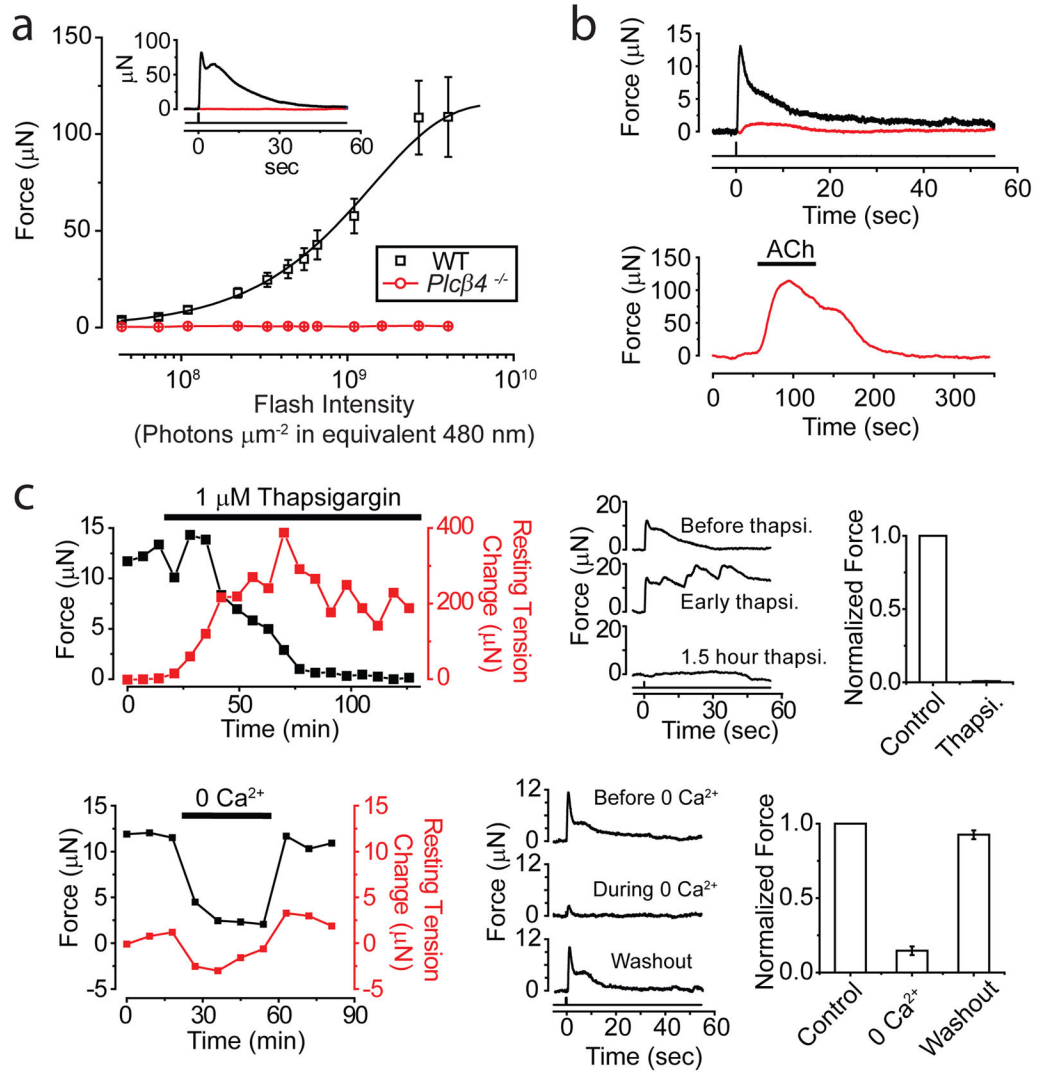 a
150
100
50
0
Force (μN)
100
75
50
25
0
μN
0 30 60
sec
WT
Plcβ4 -/-
10⁸ 10⁹ 10¹⁰
Flash Intensity
(Photons μm⁻² in equivalent 480 nm)
b
15
10
5
0
Force (μN)
0 20 40 60
Time (sec)
ACh
150
100
50
0
Force (μN)
0 100 200 300
Time (sec)
c
1 μM Thapsigargin
15
10
5
0
Force (μN)
400
200
0
Resting Tension
Change
(μN)
0 50 100
Time (min)
20
0
20
0
20
0
Force (μN)
Before thapsi.
Early thapsi.
1.5 hour thapsi.
0 30 60
Time (sec)
1.0
0.5
0.0
Normalized Force
Control
Thapsi.
0 Ca²⁺
15
10
5
0
-5
Force (μN)
15
10
5
0
-5
Resting Tension
Change (μN)
0 30 60 90
Time (min)
12
0
12
0
12
0
Force (μN)
Before 0 Ca²⁺
During 0 Ca²⁺
Washout
0 20 40 60
Time (sec)
1.0
0.5
0.0
Normalized Force
Control
0 Ca²⁺
Washout